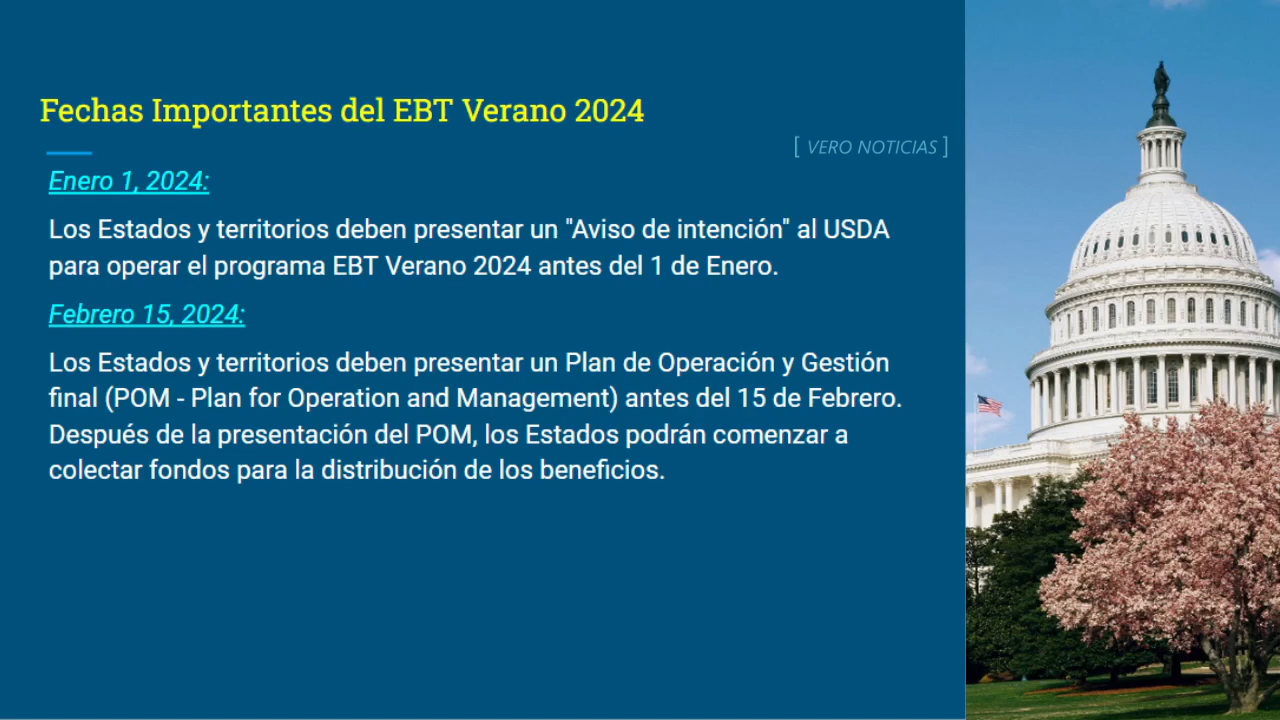 Fechas Importantes del EBT Verano 2024
[ VERO NOTICIAS ]
Enero 1, 2024:
Los Estados y territorios deben presentar un "Aviso de intención" al USDA
para operar el programa EBT Verano 2024 antes del 1 de Enero.
Febrero 15, 2024:
Los Estados y territorios deben presentar un Plan de Operación y Gestión
final (POM - Plan for Operation and Management) antes del 15 de Febrero.
Después de la presentación del POM, los Estados podrán comenzar a
colectar fondos para la distribución de los beneficios.